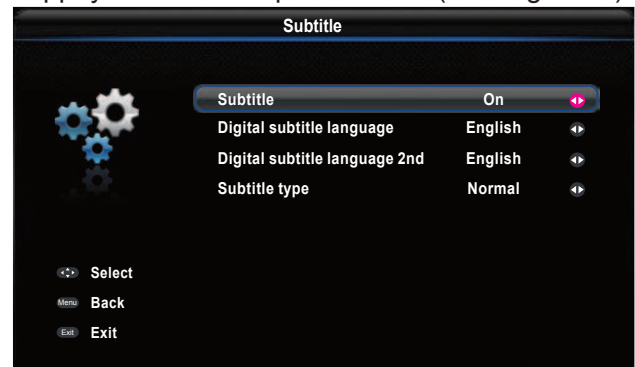 Subtitle
Subtitle On
Digital subtitle language English
Digital subtitle language 2nd English
Subtitle type Normal
Select
Menu Back
Exit Exit